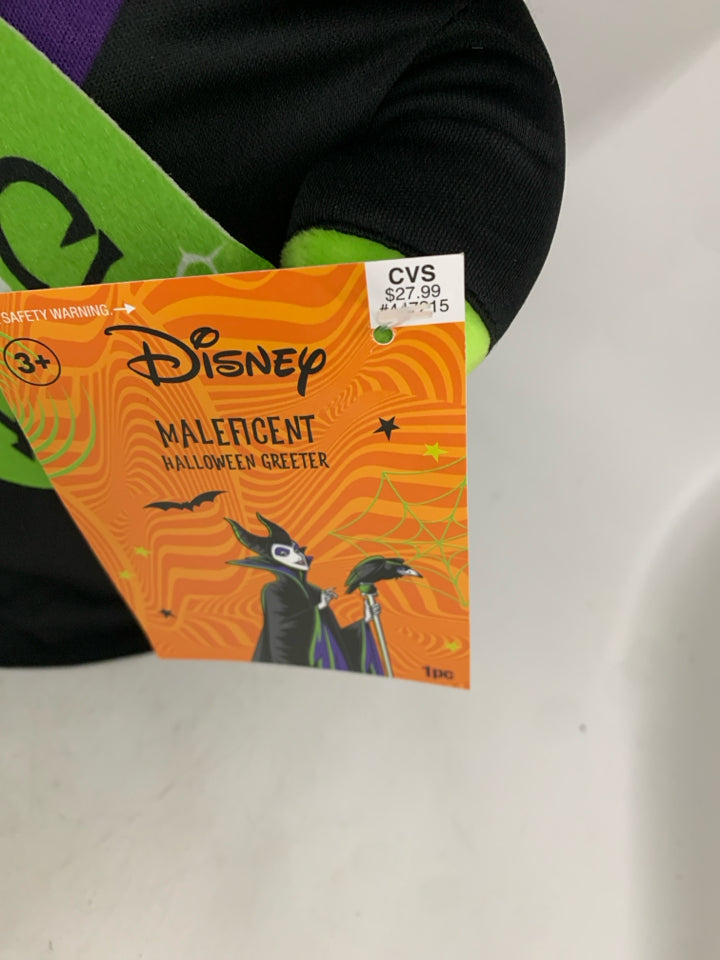 CVS
$27.99
SAFETY WARNING.
3+
DISNEY
MALEFICENT
HALLOWEEN GREETER
1pc